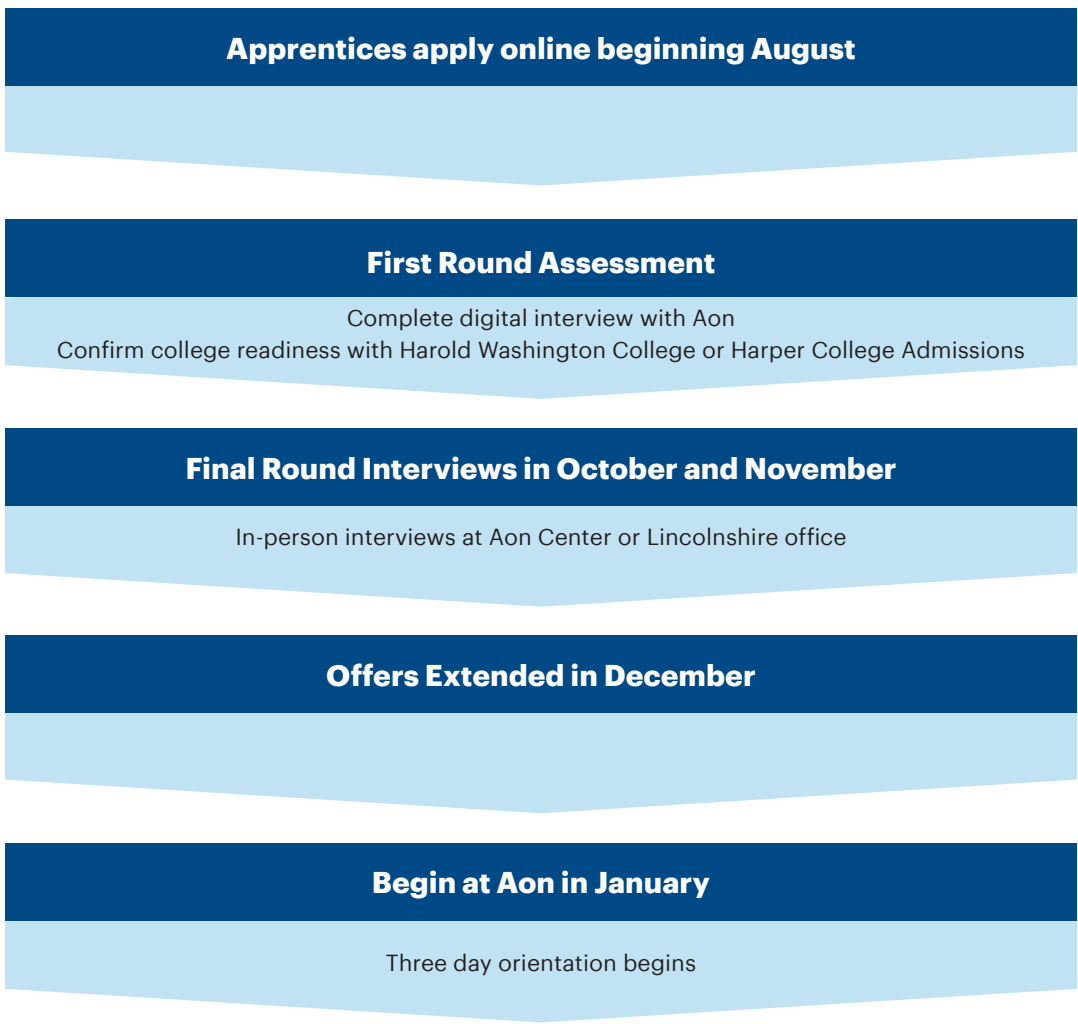 Apprentices apply online beginning August
First Round Assessment
Complete digital interview with Aon
Confirm college readiness with Harold Washington College or Harper College Admissions
Final Round Interviews in October and November
In-person interviews at Aon Center or Lincolnshire office
Offers Extended in December
Begin at Aon in January
Three day orientation begins